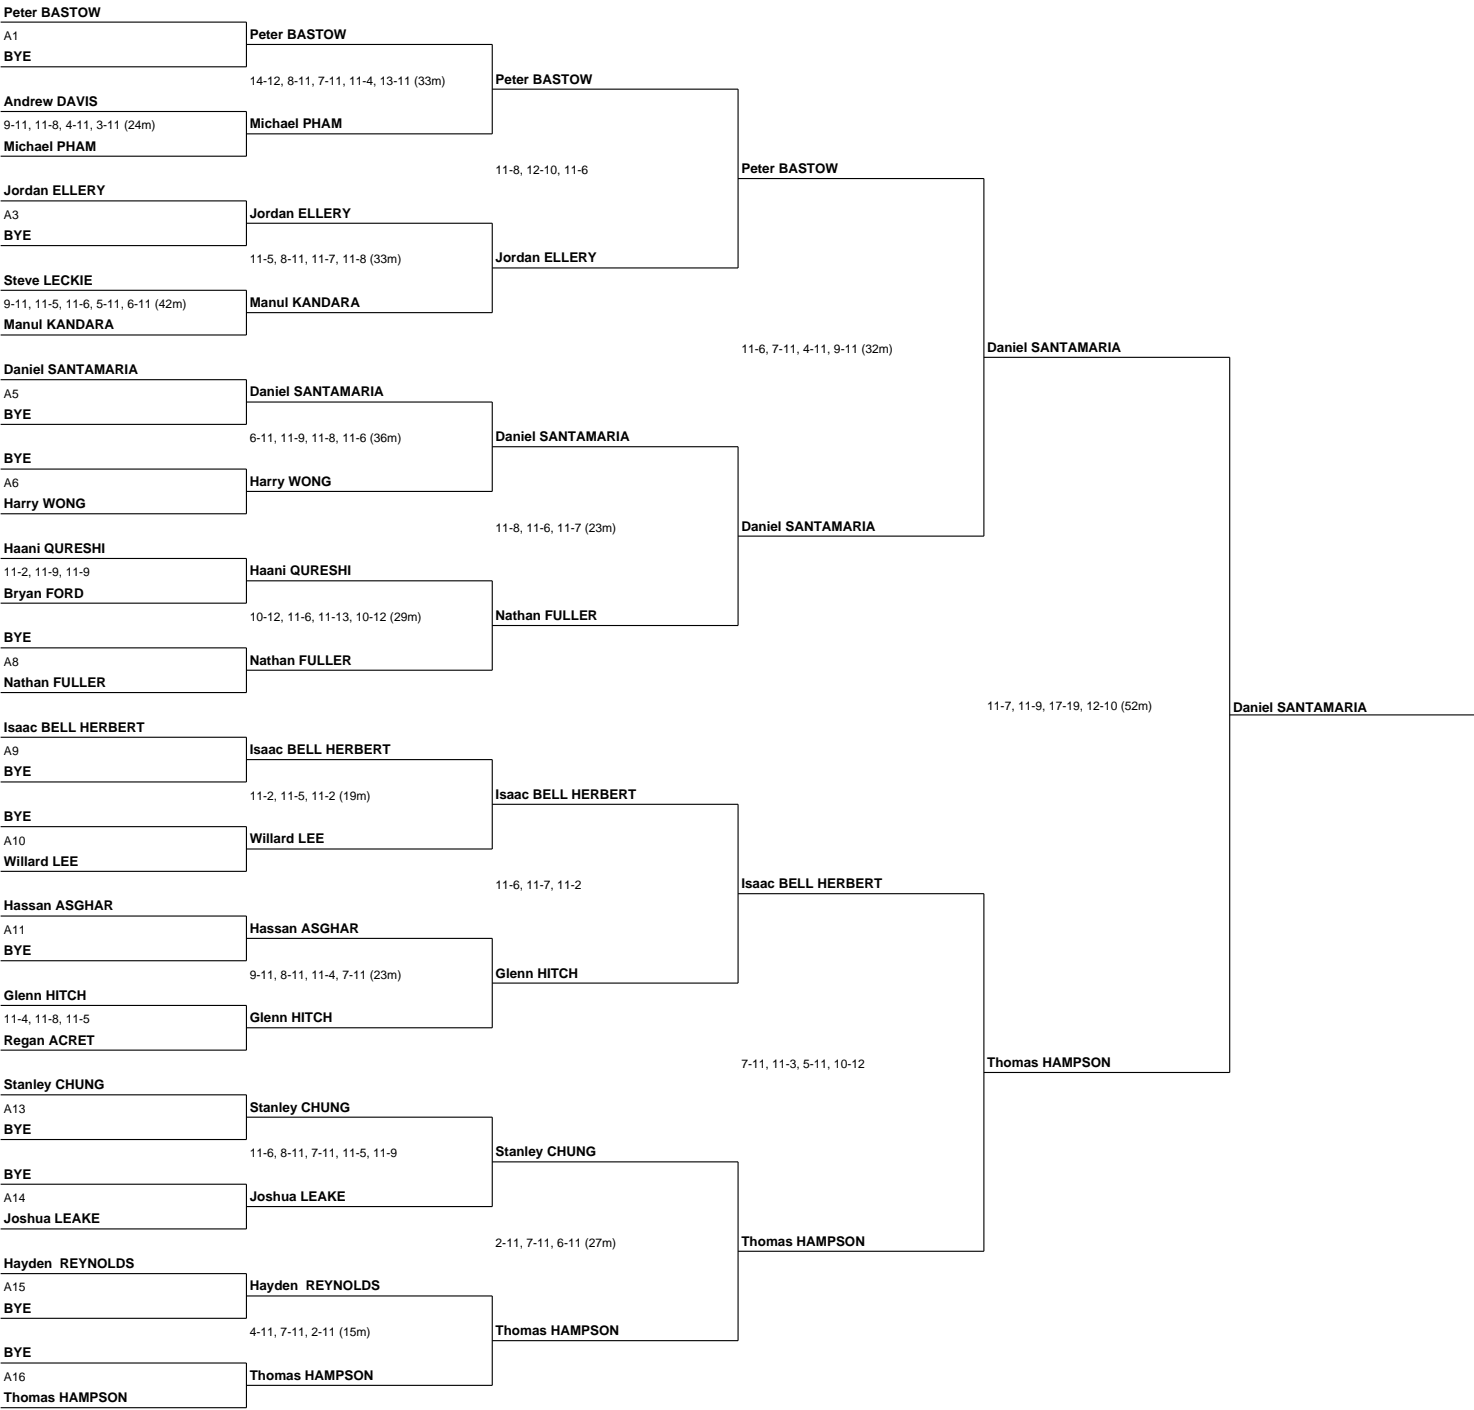 Peter BASTOW
A1
BYE
Andrew DAVIS
9-11, 11-8, 4-11, 3-11 (24m)
Michael PHAM
Jordan ELLERY
A3
BYE
Steve LECKIE
9-11, 11-5, 11-6, 5-11, 6-11 (42m)
Manul KANDARA
Daniel SANTAMARIA
A5
BYE
BYE
A6
Harry WONG
Haani QURESHI
11-2, 11-9, 11-9
Bryan FORD
BYE
A8
Nathan FULLER
Isaac BELL HERBERT
A9
BYE
BYE
A10
Willard LEE
Hassan ASGHAR
A11
BYE
Glenn HITCH
11-4, 11-8, 11-5
Regan ACRET
Stanley CHUNG
A13
BYE
BYE
A14
Joshua LEAKE
Hayden  REYNOLDS
A15
BYE
BYE
A16
Thomas HAMPSON
Peter BASTOW
14-12, 8-11, 7-11, 11-4, 13-11 (33m)
Michael PHAM
Jordan ELLERY
11-5, 8-11, 11-7, 11-8 (33m)
Manul KANDARA
Daniel SANTAMARIA
6-11, 11-9, 11-8, 11-6 (36m)
Harry WONG
Haani QURESHI
10-12, 11-6, 11-13, 10-12 (29m)
Nathan FULLER
Isaac BELL HERBERT
11-2, 11-5, 11-2 (19m)
Willard LEE
Hassan ASGHAR
9-11, 8-11, 11-4, 7-11 (23m)
Glenn HITCH
Stanley CHUNG
11-6, 8-11, 7-11, 11-5, 11-9
Joshua LEAKE
Hayden  REYNOLDS
4-11, 7-11, 2-11 (15m)
Thomas HAMPSON
Peter BASTOW
11-8, 12-10, 11-6
Jordan ELLERY
Daniel SANTAMARIA
11-8, 11-6, 11-7 (23m)
Nathan FULLER
Isaac BELL HERBERT
11-6, 11-7, 11-2
Glenn HITCH
Stanley CHUNG
2-11, 7-11, 6-11 (27m)
Thomas HAMPSON
Peter BASTOW
11-6, 7-11, 4-11, 9-11 (32m)
Daniel SANTAMARIA
Isaac BELL HERBERT
7-11, 11-3, 5-11, 10-12
Thomas HAMPSON
Daniel SANTAMARIA
11-7, 11-9, 17-19, 12-10 (52m)
Thomas HAMPSON
Daniel SANTAMARIA